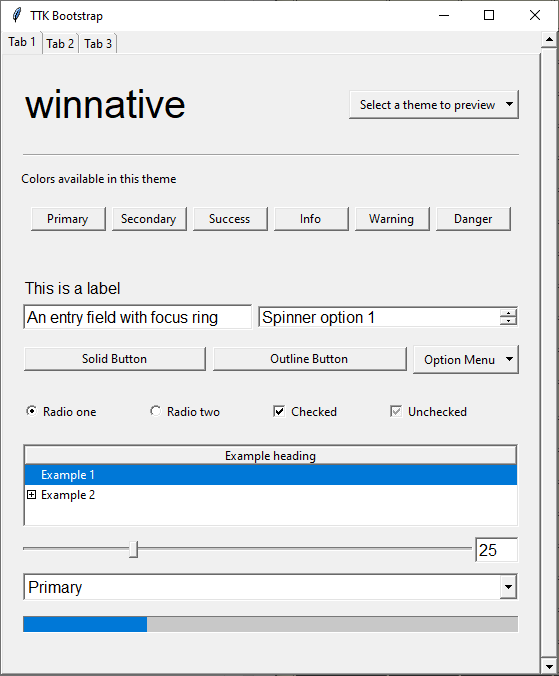 TTK Bootstrap
Tab 1 Tab 2 Tab 3
winnative
Select a theme to preview
Colors available in this theme
Primary Secondary Success Info Warning Danger
This is a label
An entry field with focus ring Spinner option 1
Solid Button Outline Button Option Menu
Radio one Radio two Checked Unchecked
Example heading
Example 1
Example 2
25
Primary